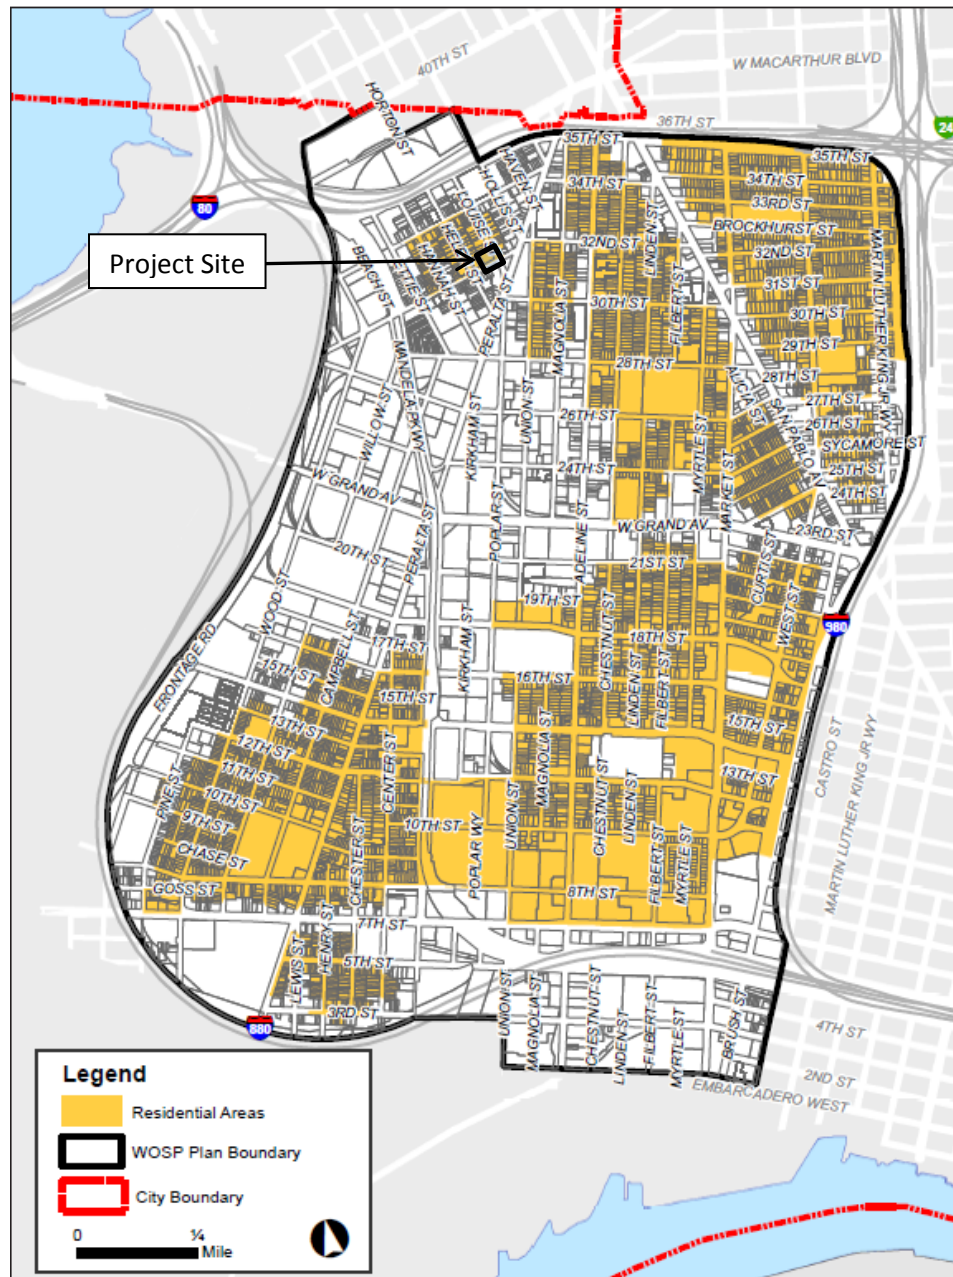 40TH ST
W MACARTHUR BLVD
HORTON ST
36TH ST
24
35TH ST
35TH ST
HAVEN ST
HOLLIS ST
34TH ST
34TH ST
LOUISE ST
33RD ST
80
LINDEN ST
BROCKHURST ST
MARTIN LUTHER KING JR WY
32ND ST
32ND ST
Project Site
BEACH ST
HANNAH ST
31ST ST
PERALTA ST
MAGNOLIA ST
30TH ST
FILBERT ST
30TH ST
MANDELA PKWY
29TH ST
28TH ST
28TH ST
ALICIA ST
SAN PABLO AV
27TH ST
WILLOW ST
KIRKHAM ST
UNION ST
26TH ST
26TH ST
MYRTLE ST
SYCAMORE ST
24TH ST
25TH ST
W GRAND AV
MARKET ST
24TH ST
PERALTA ST
POPLAR ST
ADELINE ST
W GRAND AV
23RD ST
20TH ST
21ST ST
CURTIS ST
WOOD ST
19TH ST
WEST ST
980
FRONTAGE RD
CAMPBELL ST
17TH ST
KIRKHAM ST
CHESTNUT ST
18TH ST
15TH ST
16TH ST
LINDEN ST
FILBERT ST
15TH ST
13TH ST
MAGNOLIA ST
15TH ST
12TH ST
CASTRO ST
11TH ST
CENTER ST
13TH ST
PINE ST
10TH ST
MARTIN LUTHER KING JR WY
9TH ST
10TH ST
UNION ST
CHESTNUT ST
LINDEN ST
CHASE ST
CHESTER ST
POPLAR WY
FILBERT ST
MYRTLE ST
GOSS ST
8TH ST
7TH ST
HENRY ST
LEWIS ST
5TH ST
3RD ST
880
UNION ST
MAGNOLIA ST
CHESTNUT ST
LINDEN ST
FILBERT ST
MYRTLE ST
BRUSH ST
4TH ST
2ND ST
EMBARCADERO WEST
Legend
Residential Areas
WOSP Plan Boundary
City Boundary
0 ¼
Mile